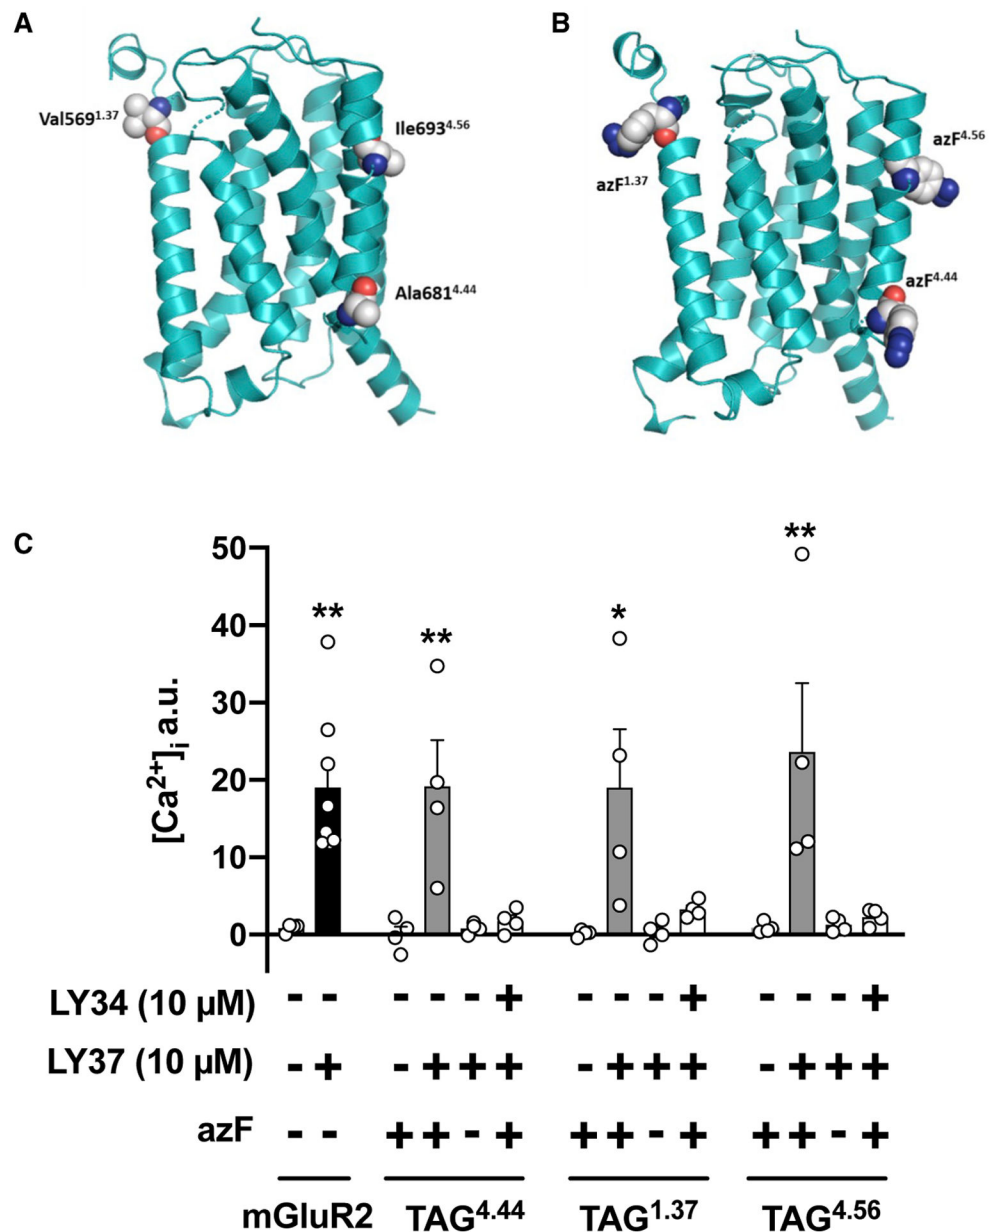 A
B
Val569^1.37
Ile693^4.56
Ala681^4.44
azF^1.37
azF^4.56
azF^4.44
C
[Ca^2+]_i a.u.
50
40
30
20
10
0
** ** * **
LY34 (10 µM) - - - - - + - - - + - - - +
LY37 (10 µM) - + - + + + - + + + - + + +
azF - - + + - + + + - + + + - +
mGluR2 TAG^4.44 TAG^1.37 TAG^4.56